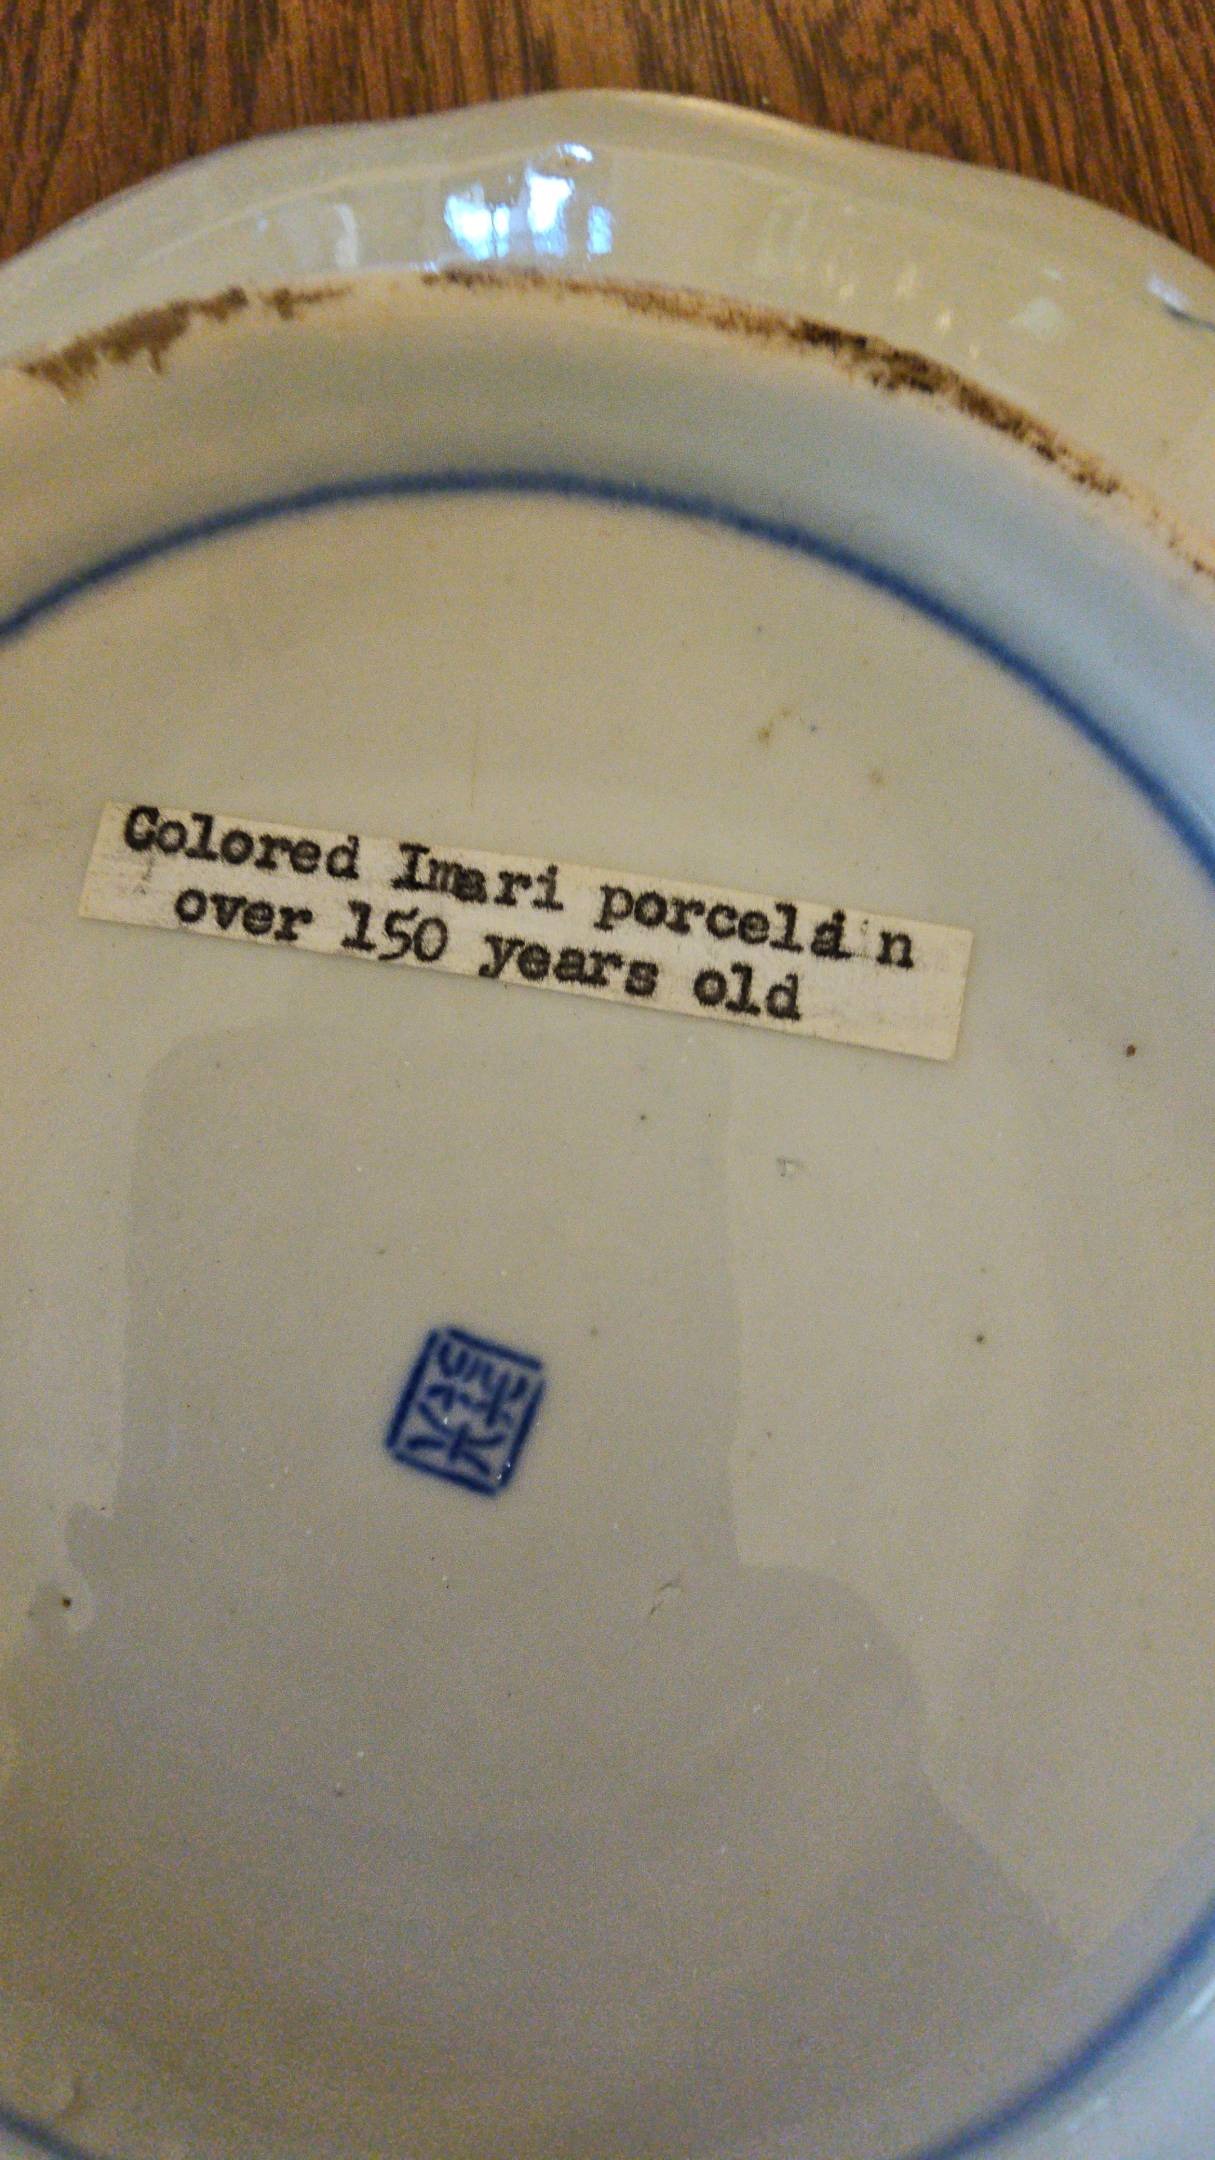 Colored Imari porcelain
over 150 years old